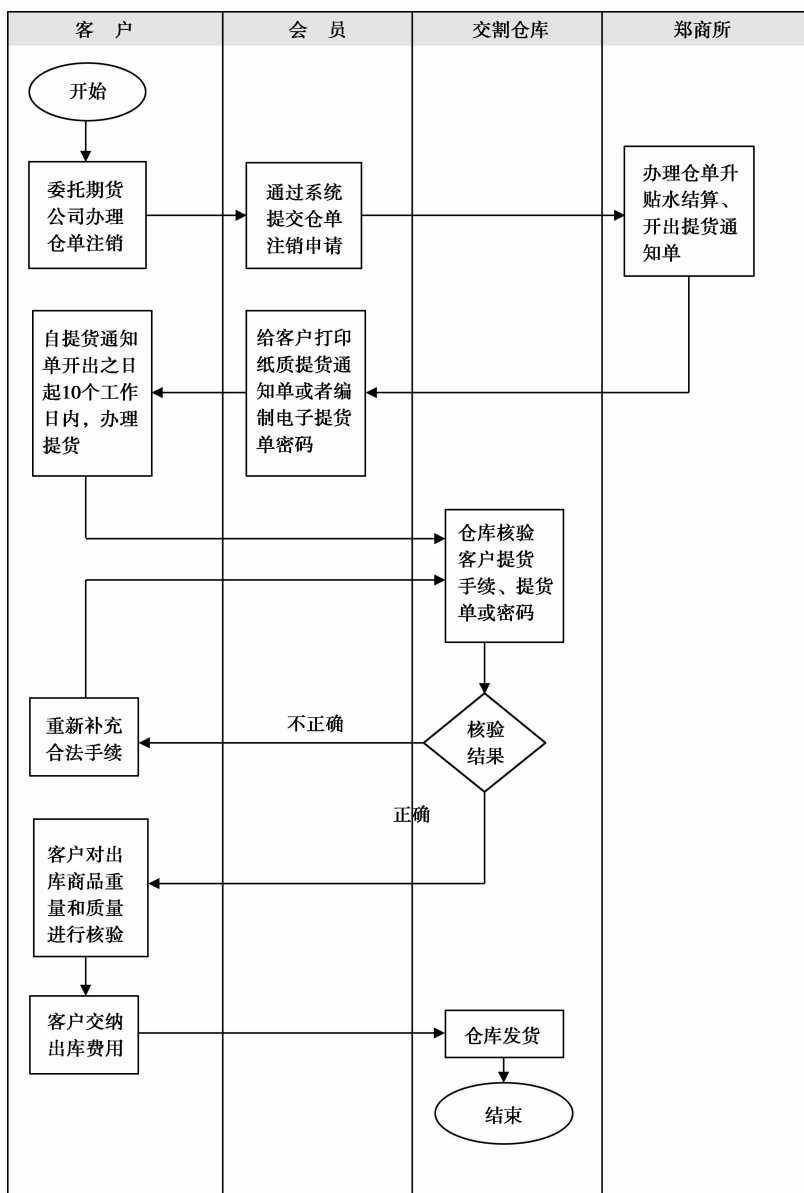 客 户
会 员
交割仓库
郑商所
开始
委托期货
公司办理
仓单注销
通过系统
提交仓单
注销申请
办理仓单升
贴水结算、
开出提货通
知单
给客户打印
纸质提货通
知单或者编
制电子提货
单密码
自提货通知
单开出之日
起10个工作
日内，办理
提货
仓库核验
客户提货
手续、提货
单或密码
核验
结果
不正确
重新补充
合法手续
正确
客户对出
库商品重
量和质量
进行核验
客户交纳
出库费用
仓库发货
结束